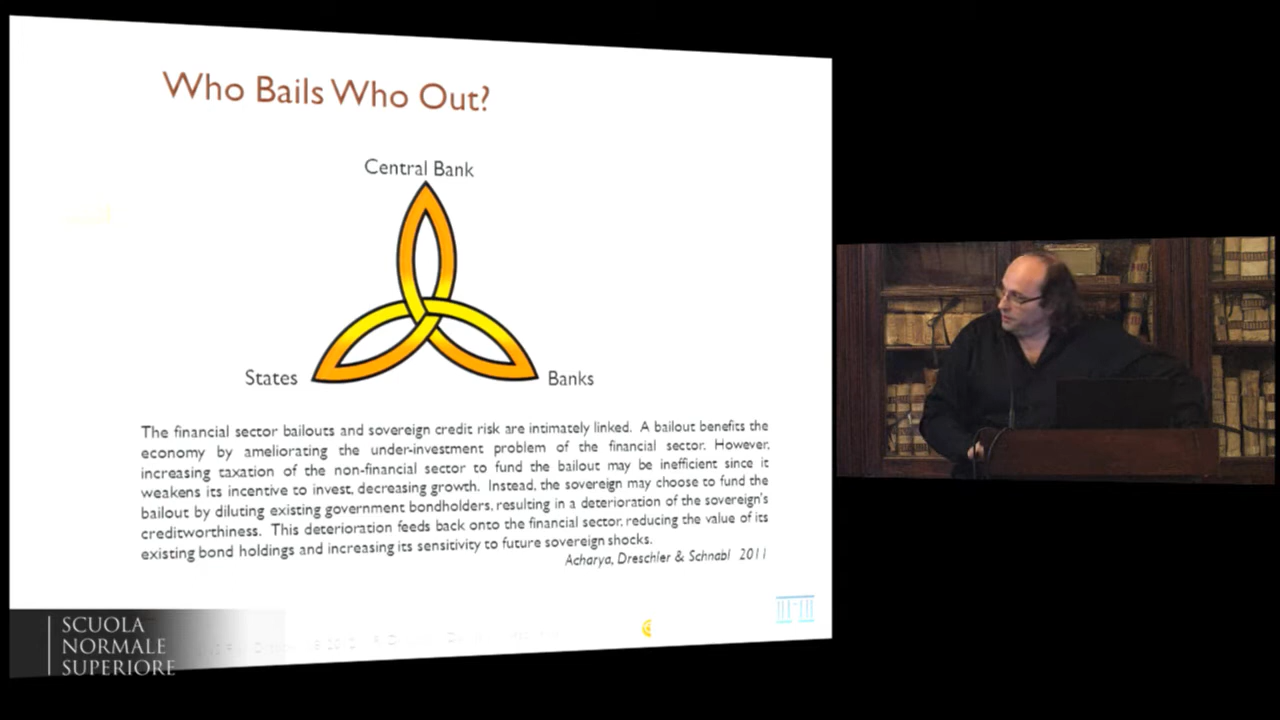 Who Bails Who Out?
Central Bank
States
Banks
The financial sector bailouts and sovereign credit risk are intimately linked. A bailout benefits the
economy by ameliorating the under-investment problem of the financial sector. However,
increasing taxation of the non-financial sector to fund the bailout may be inefficient since it
weakens its incentive to invest, decreasing growth. Instead, the sovereign may choose to fund the
bailout by diluting existing government bondholders, resulting in a deterioration of the sovereign's
creditworthiness. This deterioration feeds back onto the financial sector, reducing the value of its
existing bond holdings and increasing its sensitivity to future sovereign shocks.
Acharya, Dreschler & Schnabl 2011
SCUOLA
NORMALE
SUPERIORE